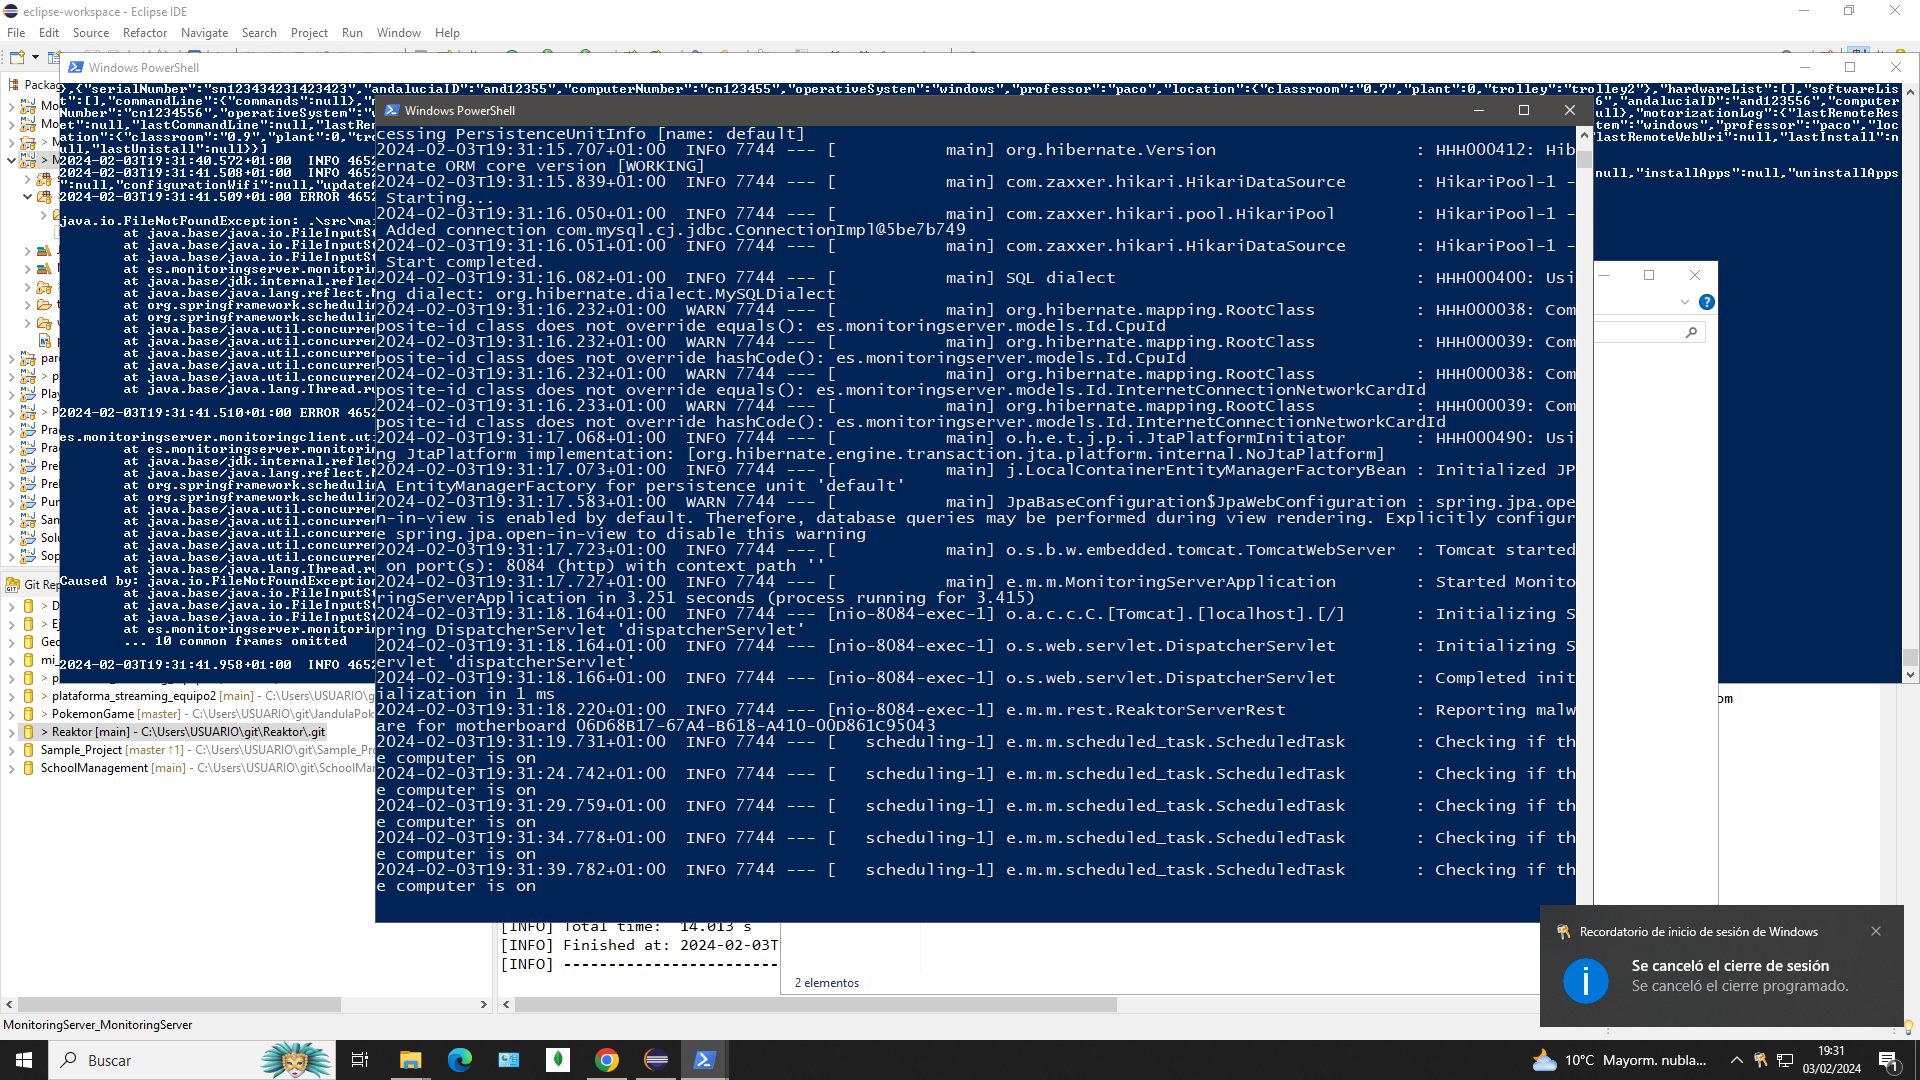 eclipse-workspace - Eclipse IDE
File Edit Source Refactor Navigate Search Project Run Window Help
Windows PowerShell
Packag
},{"serialNumber":"sn123434231423423","andaluciaID":"and12355","computerNumber":"cn123455","operativeSystem":"windows","professor":"paco","location":{"classroom":"0.7","plant":0,"trolley":"trolley2"},"hardwareList":[],"softwareLis
t":[],"commandLine":{"commands":null},"
6","andaluciaID":"and123556","computer
Number":"cn1234556","operativeSystem":"
ull},"motorizationLog":{"lastRemoteRes
et":null,"lastCommandLine":null,"lastRe
tem":"windows","professor":"paco","loc
ation":{"classroom":"0.9","plant":0,"tro
lastRemoteWebUri":null,"lastInstall":n
ull,"lastUnistall":null}}]
2024-02-03T19:31:40.572+01:00 INFO 4652
2024-02-03T19:31:41.508+01:00 INFO 4652
null,"installApps":null,"uninstallApps
":null,"configurationWifi":null,"update
2024-02-03T19:31:41.509+01:00 ERROR 4652
java.io.FileNotFoundException: .\src\mai
at java.base/java.io.FileInputSt
at java.base/java.io.FileInputSt
at java.base/java.io.FileInputSt
at es.monitoringserver.monitorin
at java.base/jdk.internal.reflec
at java.base/java.lang.reflect.M
at org.springframework.schedulin
at org.springframework.schedulin
at java.base/java.util.concurren
at java.base/java.util.concurren
at java.base/java.util.concurren
at java.base/java.util.concurren
at java.base/java.util.concurren
at java.base/java.lang.Thread.ru
2024-02-03T19:31:41.510+01:00 ERROR 4652
es.monitoringserver.monitoringclient.uti
at es.monitoringserver.monitorin
at java.base/jdk.internal.reflec
at java.base/java.lang.reflect.M
at org.springframework.schedulin
at org.springframework.schedulin
at java.base/java.util.concurren
at java.base/java.util.concurren
at java.base/java.util.concurren
at java.base/java.util.concurren
at java.base/java.util.concurren
at java.base/java.lang.Thread.ru
Caused by: java.io.FileNotFoundException
at java.base/java.io.FileInputSt
at java.base/java.io.FileInputSt
at java.base/java.io.FileInputSt
at es.monitoringserver.monitorin
... 10 common frames omitted
2024-02-03T19:31:41.958+01:00 INFO 4652
Windows PowerShell
cessing PersistenceUnitInfo [name: default]
2024-02-03T19:31:15.707+01:00 INFO 7744 --- [ main] org.hibernate.Version : HHH000412: Hib
ernate ORM core version [WORKING]
2024-02-03T19:31:15.839+01:00 INFO 7744 --- [ main] com.zaxxer.hikari.HikariDataSource : HikariPool-1 -
Starting...
2024-02-03T19:31:16.050+01:00 INFO 7744 --- [ main] com.zaxxer.hikari.pool.HikariPool : HikariPool-1 -
Added connection com.mysql.cj.jdbc.ConnectionImpl@5be7b749
2024-02-03T19:31:16.051+01:00 INFO 7744 --- [ main] com.zaxxer.hikari.HikariDataSource : HikariPool-1 -
Start completed.
2024-02-03T19:31:16.082+01:00 INFO 7744 --- [ main] SQL dialect : HHH000400: Usi
ng dialect: org.hibernate.dialect.MySQLDialect
2024-02-03T19:31:16.232+01:00 WARN 7744 --- [ main] org.hibernate.mapping.RootClass : HHH000038: Com
posite-id class does not override equals(): es.monitoringserver.models.Id.CpuId
2024-02-03T19:31:16.232+01:00 WARN 7744 --- [ main] org.hibernate.mapping.RootClass : HHH000039: Com
posite-id class does not override hashCode(): es.monitoringserver.models.Id.CpuId
2024-02-03T19:31:16.232+01:00 WARN 7744 --- [ main] org.hibernate.mapping.RootClass : HHH000038: Com
posite-id class does not override equals(): es.monitoringserver.models.Id.InternetConnectionNetworkCardId
2024-02-03T19:31:16.233+01:00 WARN 7744 --- [ main] org.hibernate.mapping.RootClass : HHH000039: Com
posite-id class does not override hashCode(): es.monitoringserver.models.Id.InternetConnectionNetworkCardId
2024-02-03T19:31:17.068+01:00 INFO 7744 --- [ main] o.h.e.t.j.p.i.JtaPlatformInitiator : HHH000490: Usi
ng JtaPlatform implementation: [org.hibernate.engine.transaction.jta.platform.internal.NoJtaPlatform]
2024-02-03T19:31:17.073+01:00 INFO 7744 --- [ main] j.LocalContainerEntityManagerFactoryBean : Initialized JP
A EntityManagerFactory for persistence unit 'default'
2024-02-03T19:31:17.583+01:00 WARN 7744 --- [ main] JpaBaseConfiguration$JpaWebConfiguration : spring.jpa.ope
n-in-view is enabled by default. Therefore, database queries may be performed during view rendering. Explicitly configur
e spring.jpa.open-in-view to disable this warning
2024-02-03T19:31:17.723+01:00 INFO 7744 --- [ main] o.s.b.w.embedded.tomcat.TomcatWebServer : Tomcat started
on port(s): 8084 (http) with context path ''
2024-02-03T19:31:17.727+01:00 INFO 7744 --- [ main] e.m.m.MonitoringServerApplication : Started Monito
ringServerApplication in 3.251 seconds (process running for 3.415)
2024-02-03T19:31:18.164+01:00 INFO 7744 --- [nio-8084-exec-1] o.a.c.c.C.[Tomcat].[localhost].[/] : Initializing S
pring DispatcherServlet 'dispatcherServlet'
2024-02-03T19:31:18.164+01:00 INFO 7744 --- [nio-8084-exec-1] o.s.web.servlet.DispatcherServlet : Initializing S
ervlet 'dispatcherServlet'
2024-02-03T19:31:18.166+01:00 INFO 7744 --- [nio-8084-exec-1] o.s.web.servlet.DispatcherServlet : Completed init
ialization in 1 ms
2024-02-03T19:31:18.220+01:00 INFO 7744 --- [nio-8084-exec-1] e.m.rest.ReaktorServerRest : Reporting malw
are for motherboard 06D68B17-67A4-B618-A410-00D861C95043
2024-02-03T19:31:19.731+01:00 INFO 7744 --- [ scheduling-1] e.m.m.scheduled_task.ScheduledTask : Checking if th
e computer is on
2024-02-03T19:31:24.742+01:00 INFO 7744 --- [ scheduling-1] e.m.m.scheduled_task.ScheduledTask : Checking if th
e computer is on
2024-02-03T19:31:29.759+01:00 INFO 7744 --- [ scheduling-1] e.m.m.scheduled_task.ScheduledTask : Checking if th
e computer is on
2024-02-03T19:31:34.778+01:00 INFO 7744 --- [ scheduling-1] e.m.m.scheduled_task.ScheduledTask : Checking if th
e computer is on
2024-02-03T19:31:39.782+01:00 INFO 7744 --- [ scheduling-1] e.m.m.scheduled_task.ScheduledTask : Checking if th
e computer is on
Mo
Mo
> M
> M
par
> p
Play
> P
Pra
Pra
Prel
Prel
Pur
San
Solu
Sop
Git Rep
> D
> Ej
Geo
mi_
plataforma_streaming_equipo2 [main] - C:\Users\USUARIO\g
> PokemonGame [master] - C:\Users\USUARIO\git\JandulaPok
> Reaktor [main] - C:\Users\USUARIO\git\Reaktor\.git
Sample_Project [master ↑1] - C:\Users\USUARIO\git\Sample_Pro
SchoolManagement [main] - C:\Users\USUARIO\git\SchoolMar
om
[INFO] Total time: 14.013 s
[INFO] Finished at: 2024-02-03T
[INFO] ------------------------
2 elementos
Recordatorio de inicio de sesión de Windows
Se canceló el cierre de sesión
Se canceló el cierre programado.
MonitoringServer_MonitoringServer
Buscar
10°C Mayorm. nubla...
19:31
03/02/2024
1